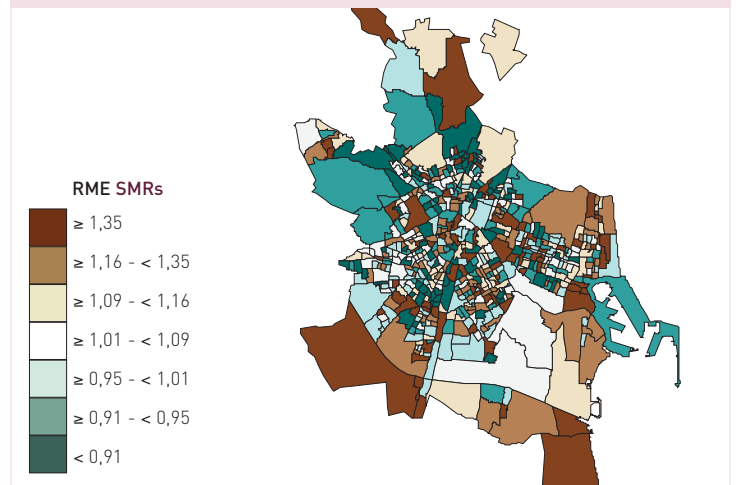 RME SMRs
≥ 1,35
≥ 1,16 - < 1,35
≥ 1,09 - < 1,16
≥ 1,01 - < 1,09
≥ 0,95 - < 1,01
≥ 0,91 - < 0,95
< 0,91